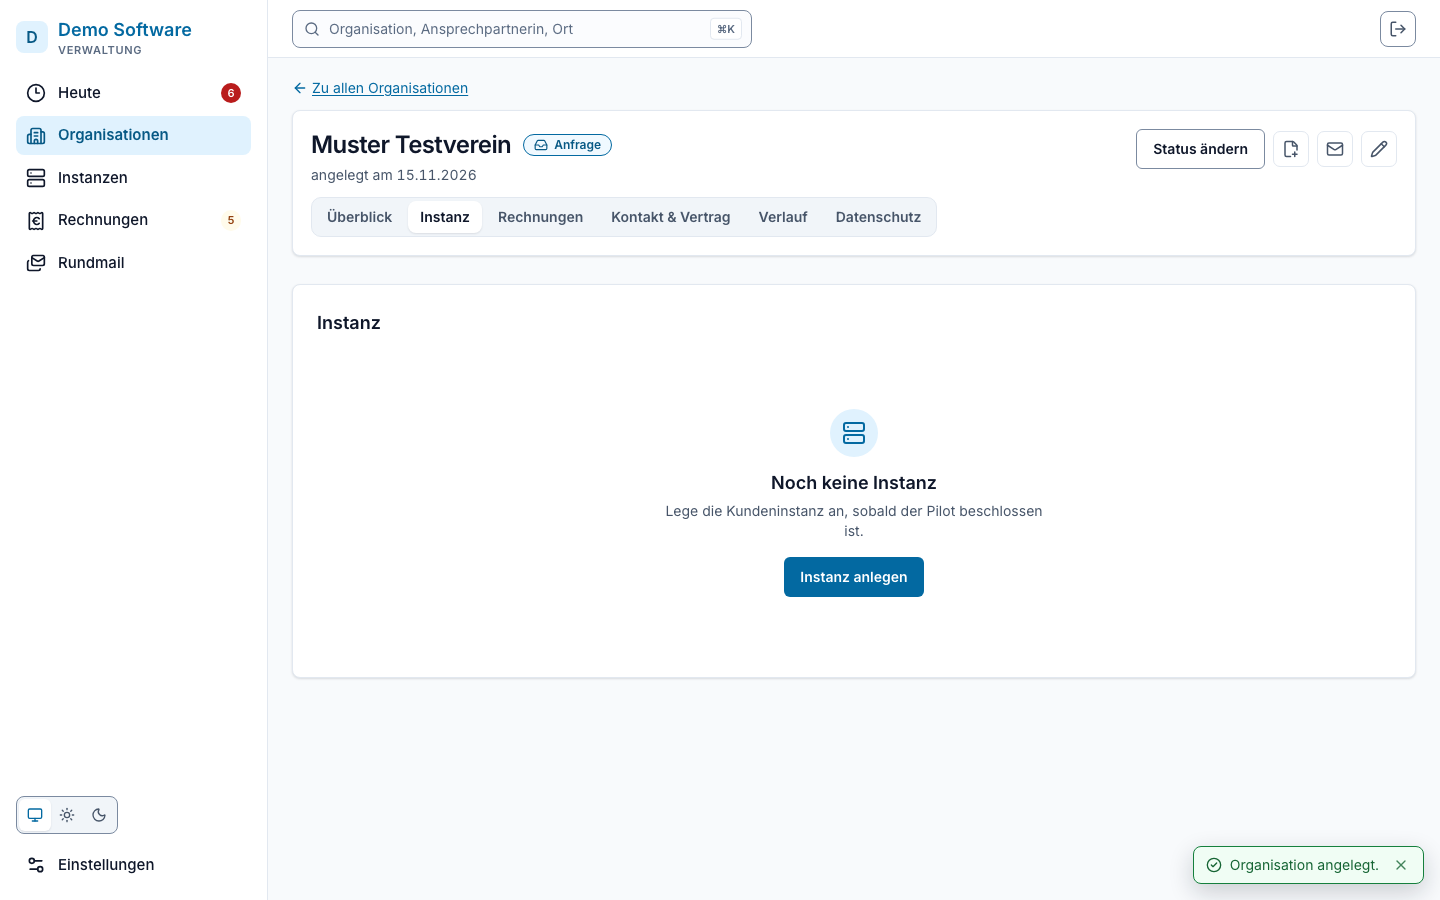 D
Demo Software
VERWALTUNG
Heute
6
Organisationen
Instanzen
Rechnungen
5
Rundmail
Einstellungen
Organisation, Ansprechpartnerin, Ort
⌘K
Zu allen Organisationen
Muster Testverein
Anfrage
angelegt am 15.11.2026
Status ändern
Überblick
Instanz
Rechnungen
Kontakt & Vertrag
Verlauf
Datenschutz
Instanz
Noch keine Instanz
Lege die Kundeninstanz an, sobald der Pilot beschlossen
ist.
Instanz anlegen
Organisation angelegt.